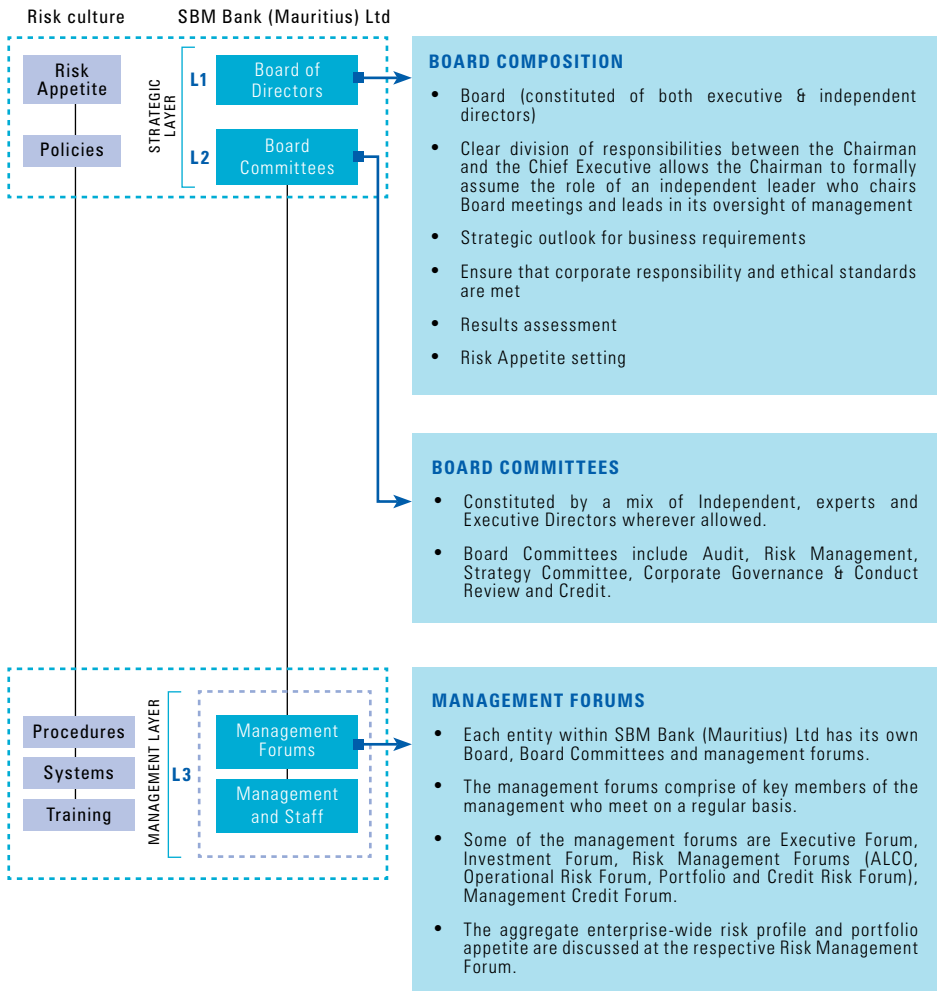 Risk culture
SBM Bank (Mauritius) Ltd
Risk
Appetite
Policies
STRATEGIC
LAYER
L1
L2
Board of
Directors
Board
Committees
BOARD COMPOSITION
• Board (constituted of both executive & independent
directors)
• Clear division of responsibilities between the Chairman
and the Chief Executive allows the Chairman to formally
assume the role of an independent leader who chairs
Board meetings and leads in its oversight of management
• Strategic outlook for business requirements
• Ensure that corporate responsibility and ethical standards
are met
• Results assessment
• Risk Appetite setting
BOARD COMMITTEES
• Constituted by a mix of Independent, experts and
Executive Directors wherever allowed.
• Board Committees include Audit, Risk Management,
Strategy Committee, Corporate Governance & Conduct
Review and Credit.
Procedures
Systems
Training
MANAGEMENT LAYER
L3
Management
Forums
Management
and Staff
MANAGEMENT FORUMS
• Each entity within SBM Bank (Mauritius) Ltd has its own
Board, Board Committees and management forums.
• The management forums comprise of key members of the
management who meet on a regular basis.
• Some of the management forums are Executive Forum,
Investment Forum, Risk Management Forums (ALCO,
Operational Risk Forum, Portfolio and Credit Risk Forum),
Management Credit Forum.
• The aggregate enterprise-wide risk profile and portfolio
appetite are discussed at the respective Risk Management
Forum.